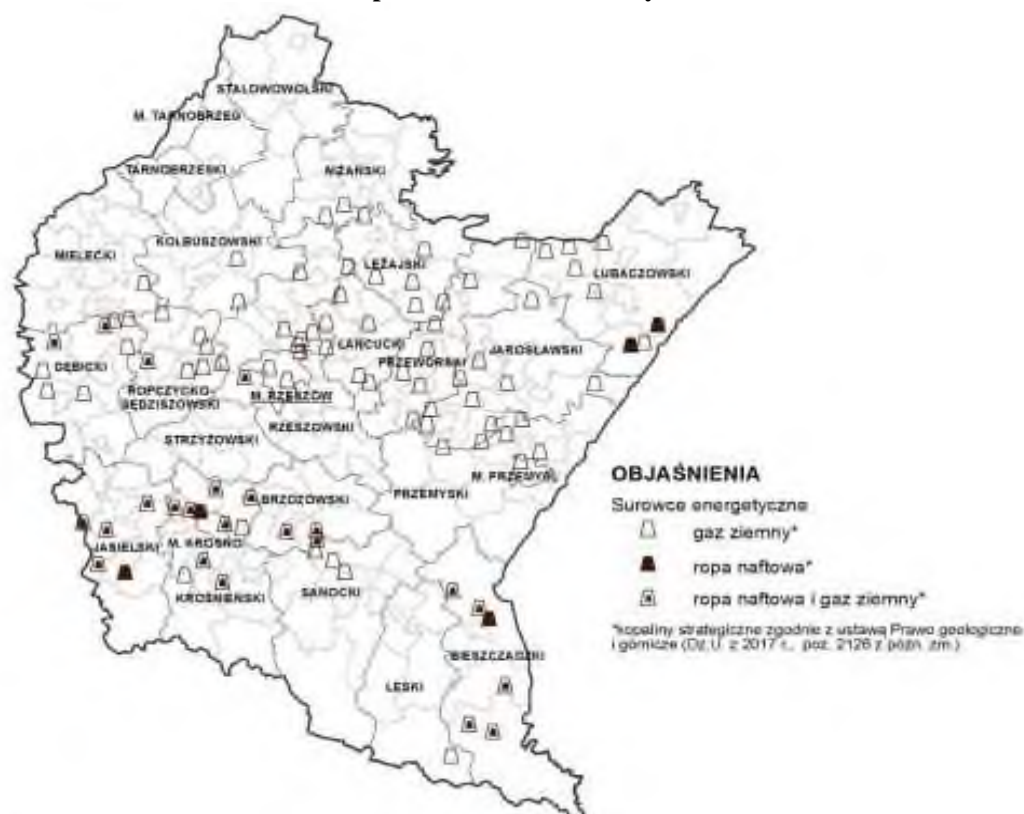 STALOWOWOLSKI
M. TARNOBRZEG
TARNOBRZESKI
NIŻAŃSKI
KOLBUSZOWSKI
MIELECKI
LEŻAJSKI
LUBACZOWSKI
ŁAŃCUCKI
PRZEWORSKI
JAROSŁAWSKI
DĘBICKI
ROPCZYCKO-
SĘDZISZOWSKI
M. RZESZÓW
RZESZOWSKI
STRZYŻOWSKI
M. PRZEMYŚL
PRZEMYSKI
BRZOZOWSKI
JASIELSKI
M. KROSNO
KROŚNIEŃSKI
SANOCKI
BIESZCZADZKI
LESKI
OBJAŚNIENIA
Surowce energetyczne
gaz ziemny*
ropa naftowa*
ropa naftowa i gaz ziemny*
*kopaliny strategiczne zgodnie z ustawą Prawo geologiczne
i górnicze (Dz.U. z 2017 r., poz. 2126 z późn. zm.)